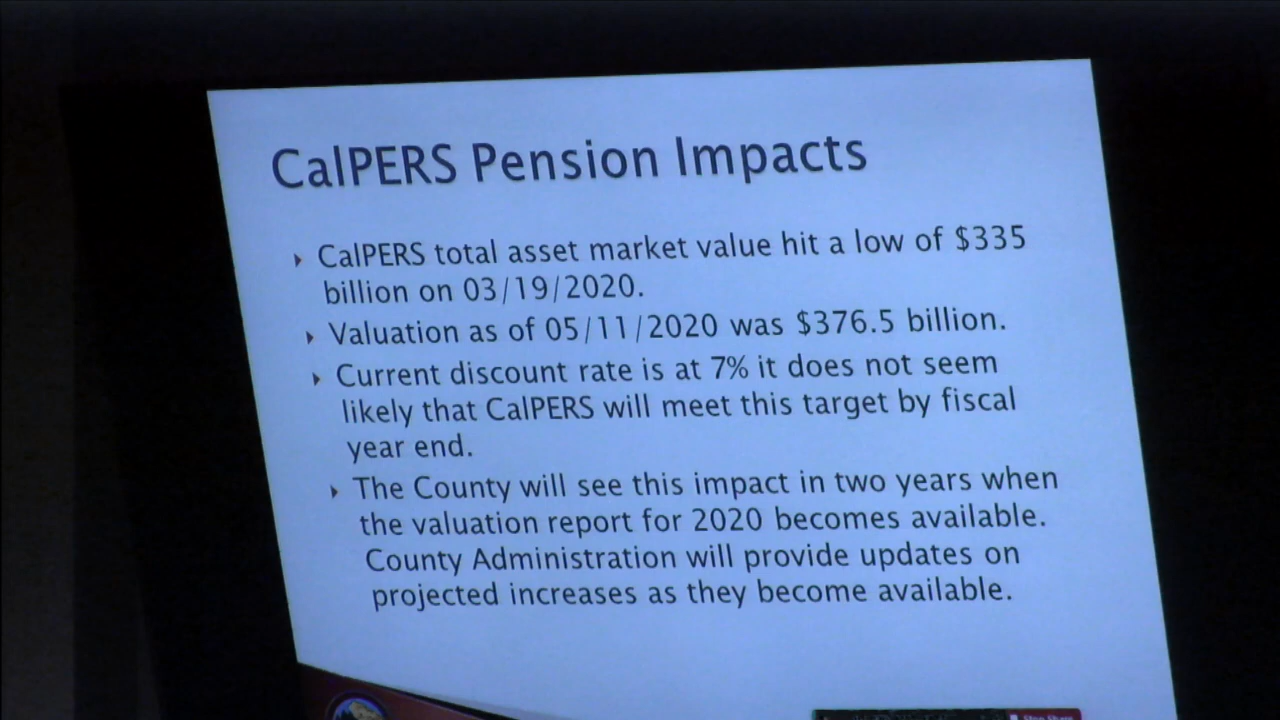 CalPERS Pension Impacts
CalPERS total asset market value hit a low of $335
billion on 03/19/2020.
Valuation as of 05/11/2020 was $376.5 billion.
Current discount rate is at 7% it does not seem
likely that CalPERS will meet this target by fiscal
year end.
The County will see this impact in two years when
the valuation report for 2020 becomes available.
County Administration will provide updates on
projected increases as they become available.